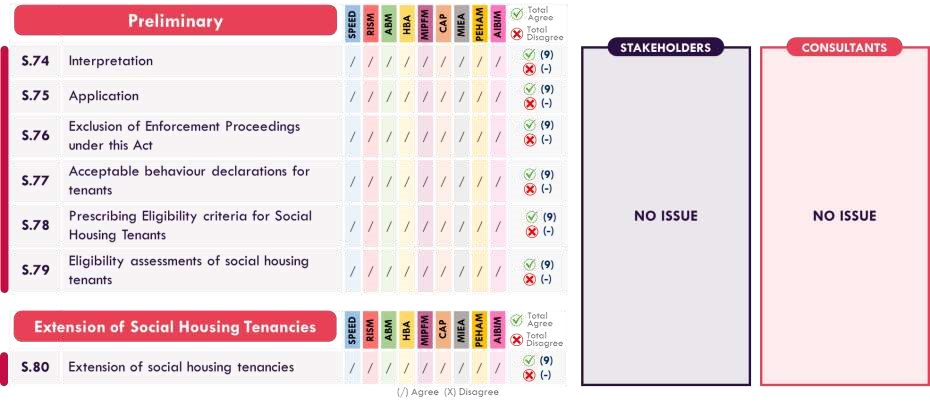 Preliminary
SPEED RISM ABM HBA MIPFM CAP MIEA PEHAM AIBIM
Total
Agree
Total
Disagree
S.74 Interpretation / / / / / / / / / (9)
(-)
S.75 Application / / / / / / / / / (9)
(-)
S.76 Exclusion of Enforcement Proceedings
under this Act / / / / / / / / / (9)
(-)
S.77 Acceptable behaviour declarations for
tenants / / / / / / / / / (9)
(-)
S.78 Prescribing Eligibility criteria for Social
Housing Tenants / / / / / / / / / (9)
(-)
S.79 Eligibility assessments of social housing
tenants / / / / / / / / / (9)
(-)
Extension of Social Housing Tenancies
SPEED RISM ABM HBA MIPFM CAP MIEA PEHAM AIBIM
Total
Agree
Total
Disagree
S.80 Extension of social housing tenancies / / / / / / / / / (9)
(-)
(/) Agree (X) Disagree
STAKEHOLDERS
NO ISSUE
CONSULTANTS
NO ISSUE